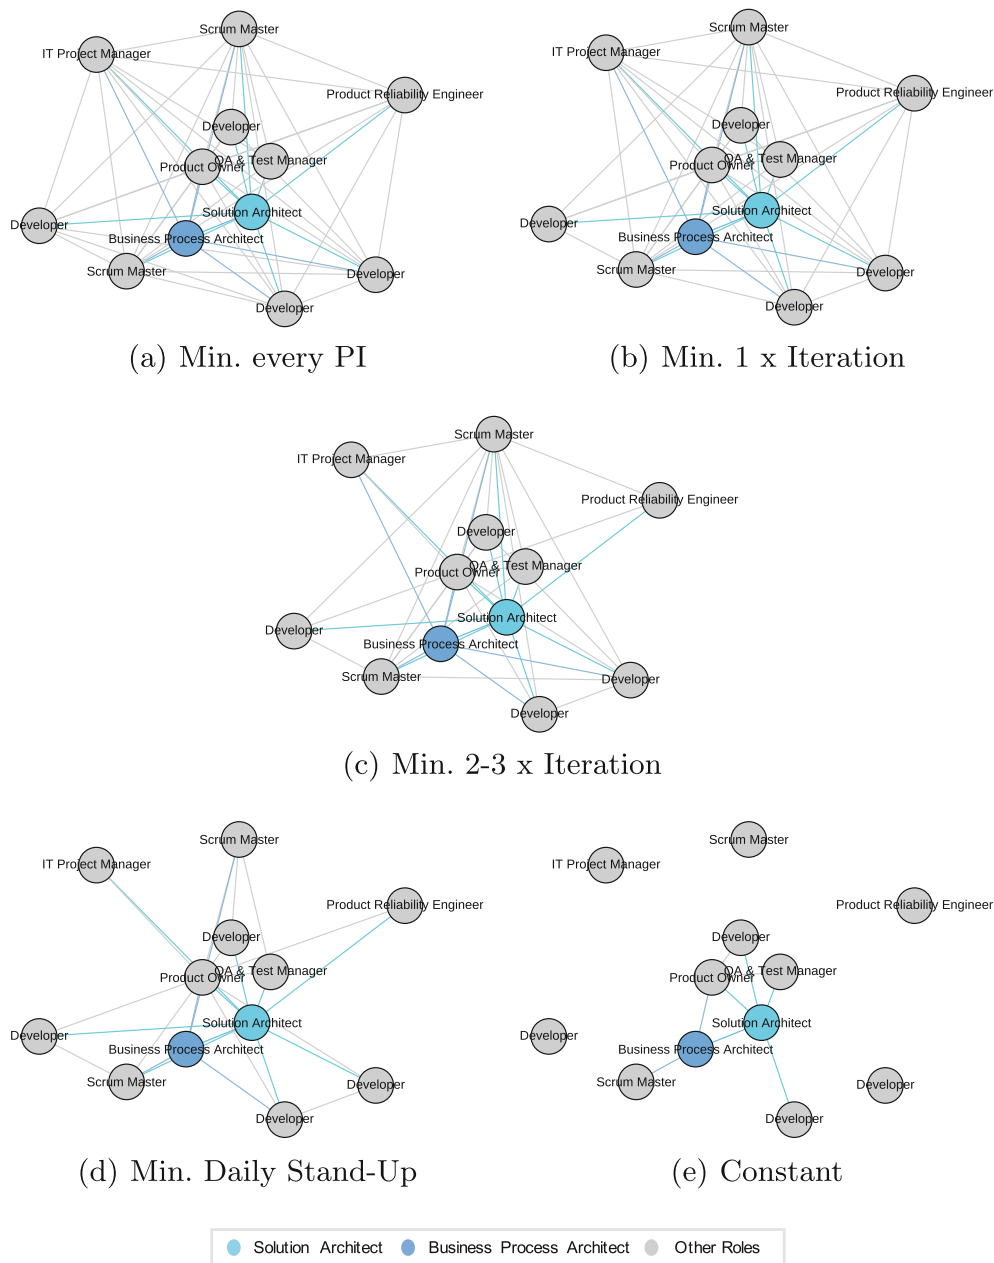 Scrum Master
IT Project Manager
Product Reliability Engineer
Developer
QA & Test Manager
Product Owner
Solution Architect
Developer
Business Process Architect
Scrum Master
Developer
Developer
(a) Min. every PI
Scrum Master
IT Project Manager
Product Reliability Engineer
Developer
QA & Test Manager
Product Owner
Solution Architect
Developer
Business Process Architect
Scrum Master
Developer
Developer
(b) Min. 1 x Iteration
Scrum Master
IT Project Manager
Product Reliability Engineer
Developer
QA & Test Manager
Product Owner
Solution Architect
Developer
Business Process Architect
Scrum Master
Developer
Developer
(c) Min. 2-3 x Iteration
Scrum Master
IT Project Manager
Product Reliability Engineer
Developer
QA & Test Manager
Product Owner
Solution Architect
Developer
Business Process Architect
Scrum Master
Developer
Developer
(d) Min. Daily Stand-Up
Scrum Master
IT Project Manager
Product Reliability Engineer
Developer
QA & Test Manager
Product Owner
Solution Architect
Developer
Business Process Architect
Scrum Master
Developer
Developer
(e) Constant
Solution Architect Business Process Architect Other Roles